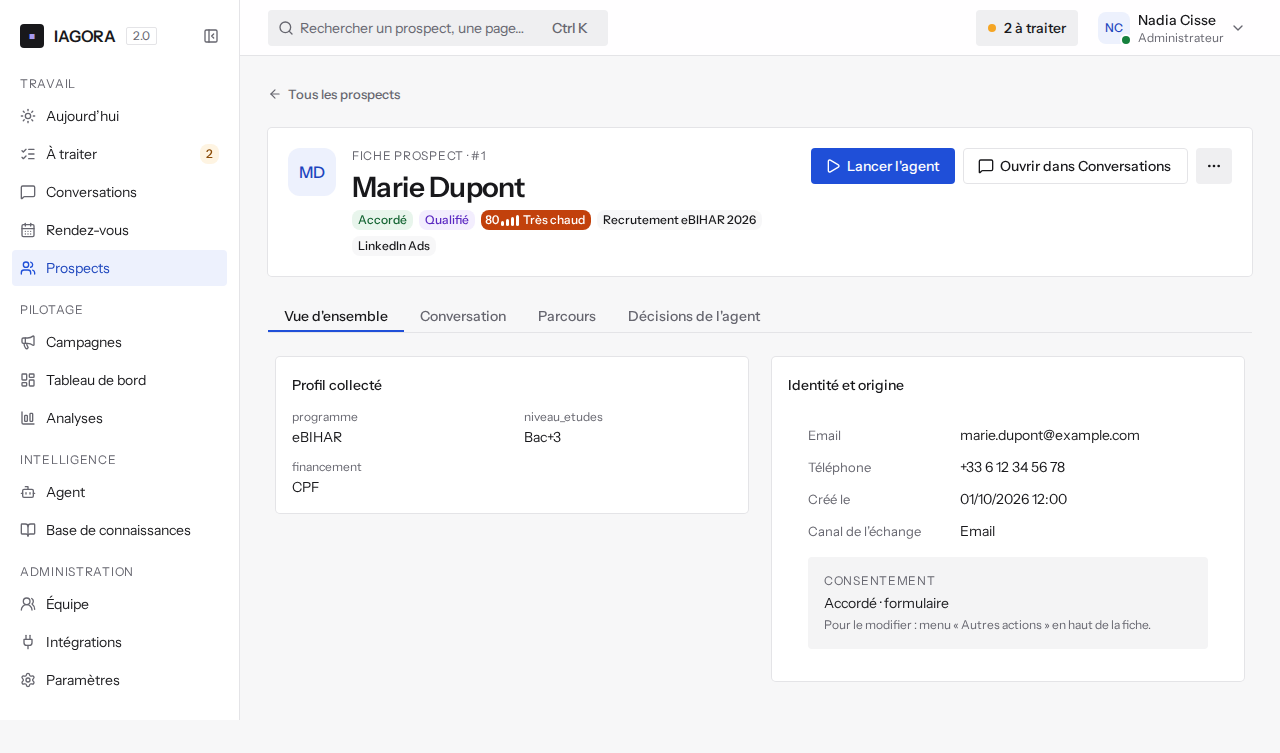 IAGORA 2.0
Rechercher un prospect, une page... Ctrl K
2 à traiter
NC
Nadia Cisse
Administrateur
TRAVAIL
Aujourd'hui
À traiter 2
Conversations
Rendez-vous
Prospects
PILOTAGE
Campagnes
Tableau de bord
Analyses
INTELLIGENCE
Agent
Base de connaissances
ADMINISTRATION
Équipe
Intégrations
Paramètres
Tous les prospects
MD
FICHE PROSPECT · #1
Marie Dupont
Accordé Qualifié 80 Très chaud Recrutement eBIHAR 2026
LinkedIn Ads
Lancer l'agent
Ouvrir dans Conversations
Vue d'ensemble Conversation Parcours Décisions de l'agent
Profil collecté
programme niveau_etudes
eBIHAR Bac+3
financement
CPF
Identité et origine
Email marie.dupont@example.com
Téléphone +33 6 12 34 56 78
Créé le 01/10/2026 12:00
Canal de l'échange Email
CONSENTEMENT
Accordé · formulaire
Pour le modifier : menu « Autres actions » en haut de la fiche.